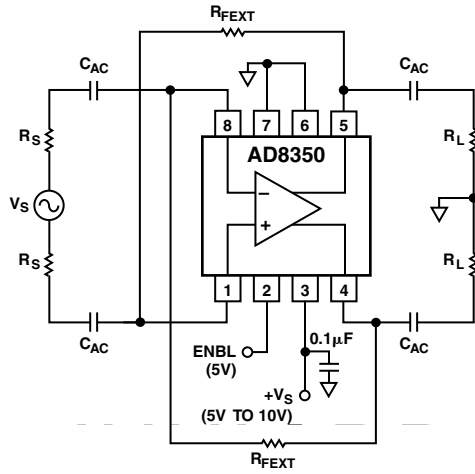 RFEXT
CAC
CAC
8
7
6
5
RS
RL
AD8350
−
VS
+
RS
RL
1
2
3
4
CAC
CAC
0.1µF
ENBL
(5V)
+VS
(5V TO 10V)
RFEXT